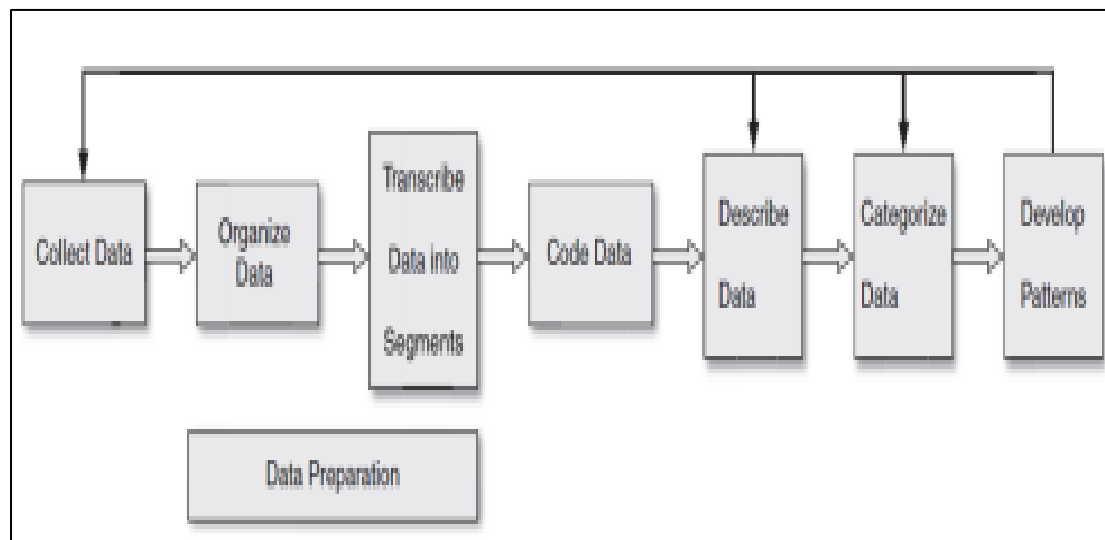 Collect Data
Organize
Data
Transcribe
Data into
Segments
Code Data
Describe
Data
Categorize
Data
Develop
Patterns
Data Preparation